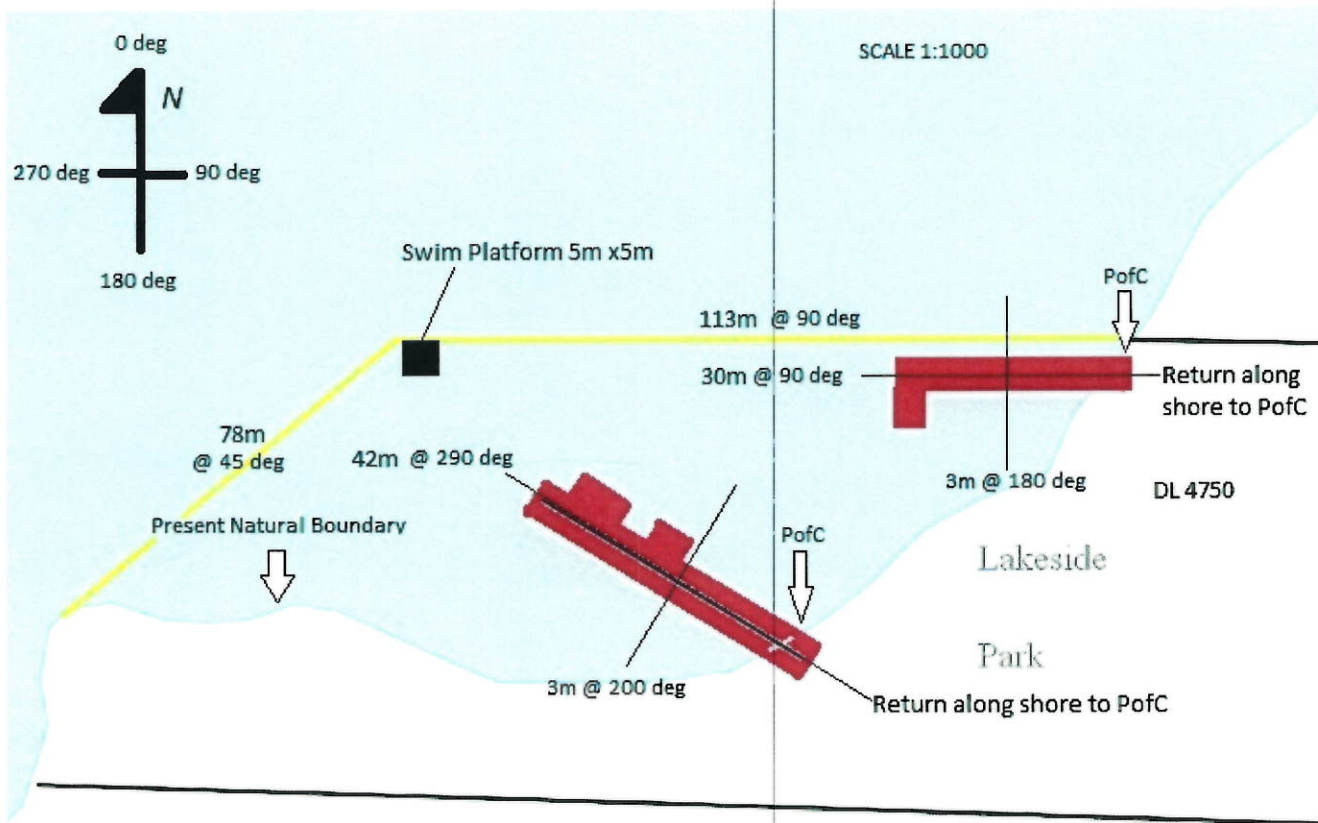 0 deg
SCALE 1:1000
N
270 deg
90 deg
180 deg
Swim Platform 5m x5m
PofC
113m @ 90 deg
30m @ 90 deg
Return along
shore to PofC
78m
@ 45 deg
42m @ 290 deg
3m @ 180 deg
DL 4750
Present Natural Boundary
PofC
Lakeside
Park
3m @ 200 deg
Return along shore to PofC